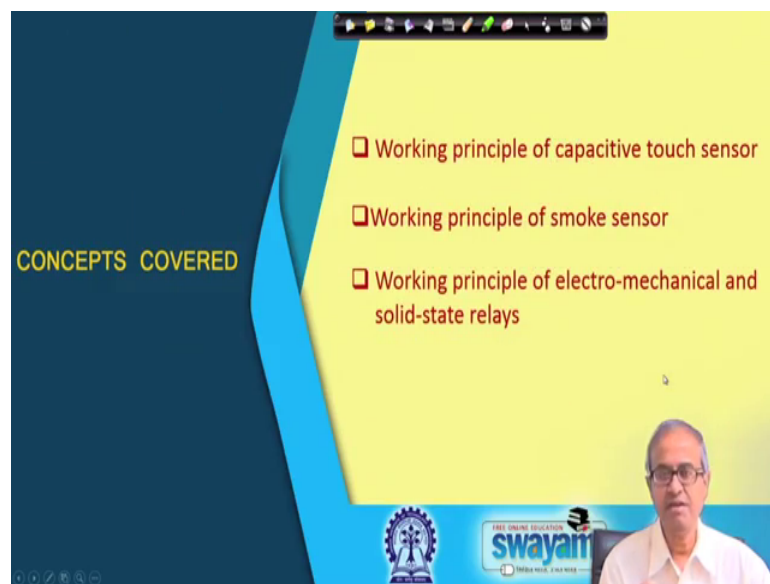 CONCEPTS COVERED
❑ Working principle of capacitive touch sensor
❑Working principle of smoke sensor
❑ Working principle of electro-mechanical and
solid-state relays
FREE ONLINE EDUCATION
swayam